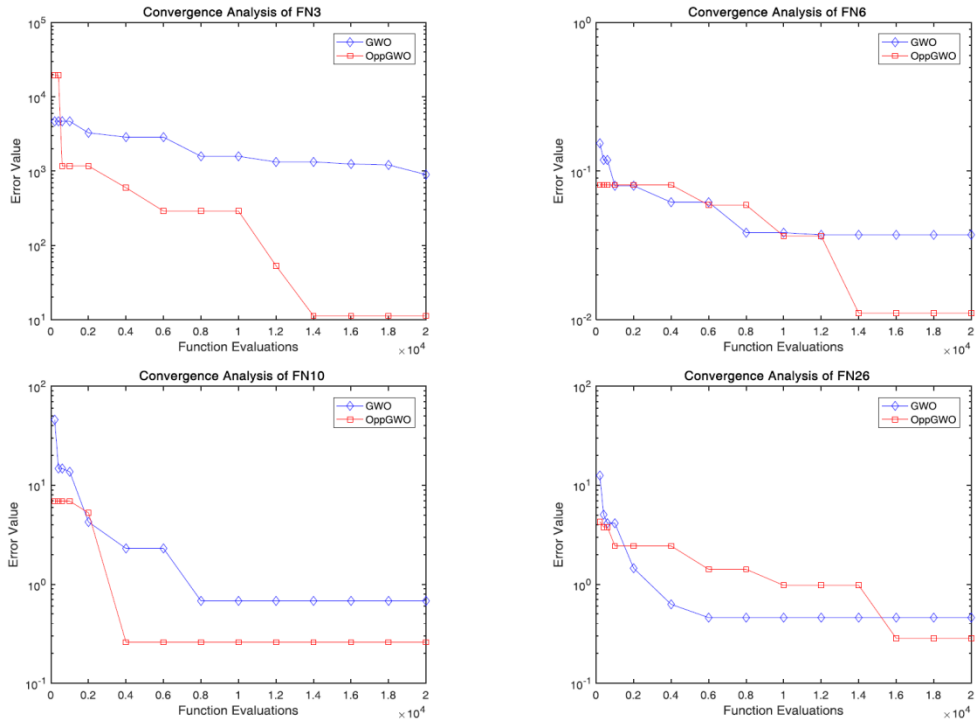 Convergence Analysis of FN3
10^5
10^4
10^3
10^2
10^1
Error Value
GWO
OppGWO
0 0.2 0.4 0.6 0.8 1 1.2 1.4 1.6 1.8 2
Function Evaluations
× 10^4
Convergence Analysis of FN6
10^0
10^-1
10^-2
Error Value
GWO
OppGWO
0 0.2 0.4 0.6 0.8 1 1.2 1.4 1.6 1.8 2
Function Evaluations
× 10^4
Convergence Analysis of FN10
10^2
10^1
10^0
10^-1
Error Value
GWO
OppGWO
0 0.2 0.4 0.6 0.8 1 1.2 1.4 1.6 1.8 2
Function Evaluations
× 10^4
Convergence Analysis of FN26
10^2
10^1
10^0
10^-1
Error Value
GWO
OppGWO
0 0.2 0.4 0.6 0.8 1 1.2 1.4 1.6 1.8 2
Function Evaluations
× 10^4